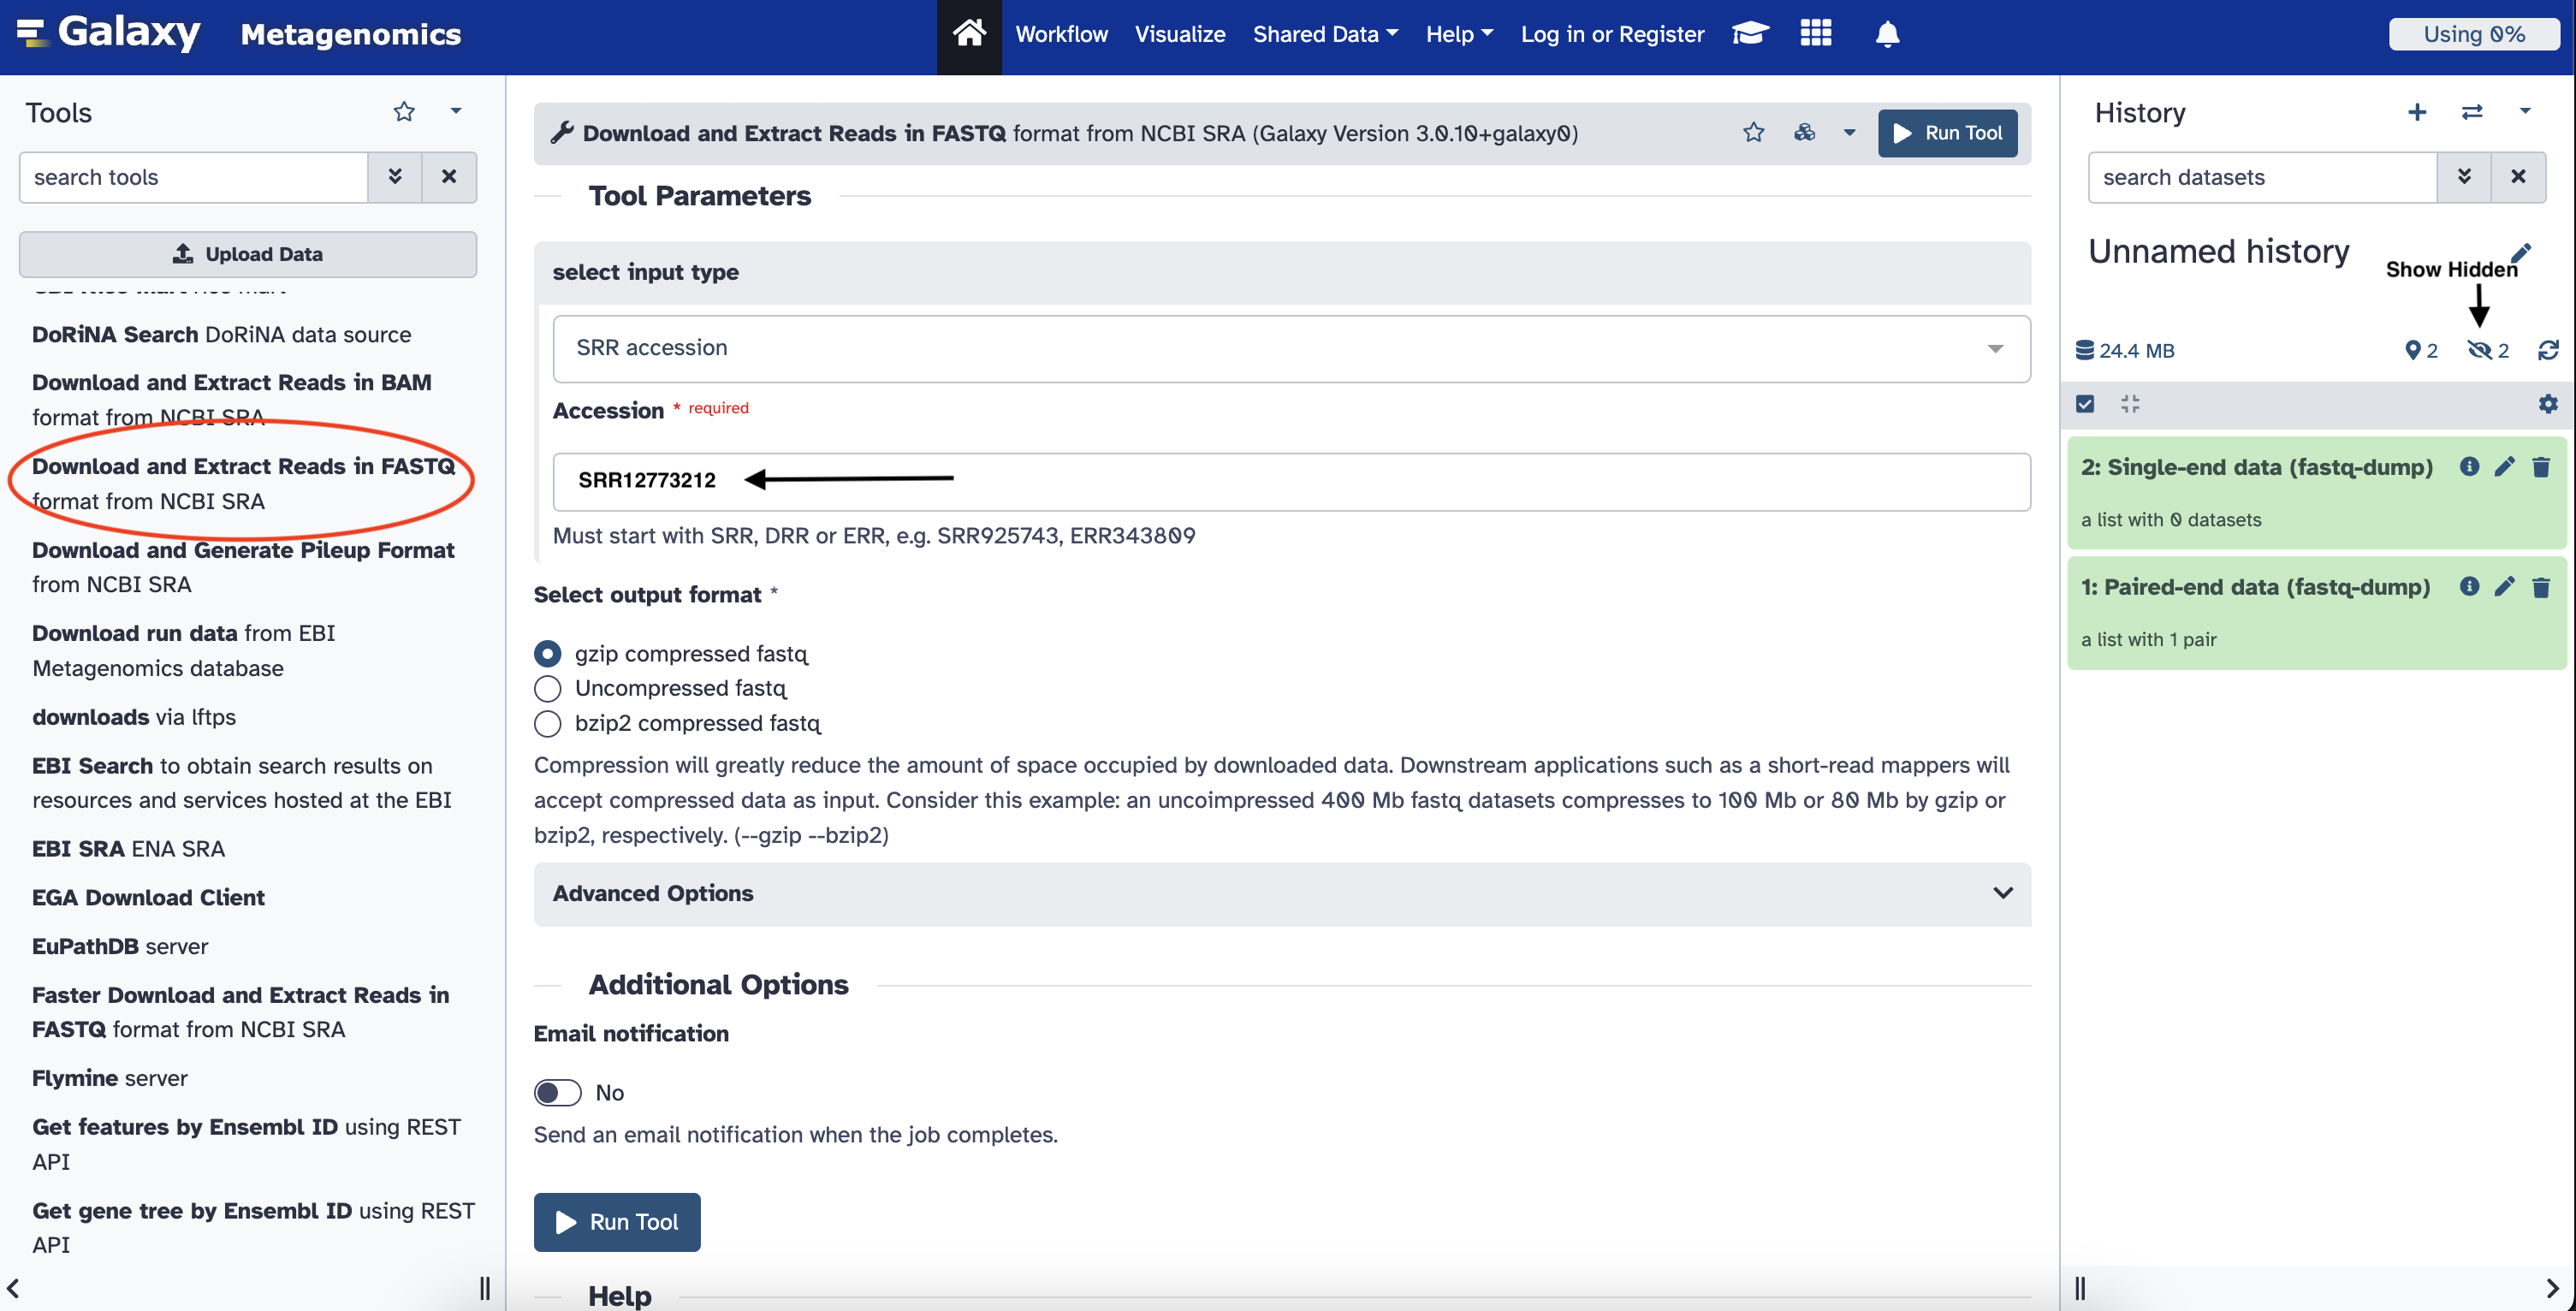 Galaxy Metagenomics
Workflow Visualize Shared Data Help Log in or Register
Using 0%
Tools
search tools
Upload Data
DoRiNA Search DoRiNA data source
Download and Extract Reads in BAM
format from NCBI SRA
Download and Extract Reads in FASTQ
format from NCBI SRA
Download and Generate Pileup Format
from NCBI SRA
Download run data from EBI
Metagenomics database
downloads via lftps
EBI Search to obtain search results on
resources and services hosted at the EBI
EBI SRA ENA SRA
EGA Download Client
EuPathDB server
Faster Download and Extract Reads in
FASTQ format from NCBI SRA
Flymine server
Get features by Ensembl ID using REST
API
Get gene tree by Ensembl ID using REST
API
Download and Extract Reads in FASTQ format from NCBI SRA (Galaxy Version 3.0.10+galaxy0)
Run Tool
Tool Parameters
select input type
SRR accession
Accession * required
SRR12773212
Must start with SRR, DRR or ERR, e.g. SRR925743, ERR343809
Select output format *
gzip compressed fastq
Uncompressed fastq
bzip2 compressed fastq
Compression will greatly reduce the amount of space occupied by downloaded data. Downstream applications such as a short-read mappers will
accept compressed data as input. Consider this example: an uncoimpressed 400 Mb fastq datasets compresses to 100 Mb or 80 Mb by gzip or
bzip2, respectively. (--gzip --bzip2)
Advanced Options
Additional Options
Email notification
No
Send an email notification when the job completes.
Run Tool
Help
History
search datasets
Unnamed history
Show Hidden
24.4 MB
2 2
2: Single-end data (fastq-dump)
a list with 0 datasets
1: Paired-end data (fastq-dump)
a list with 1 pair